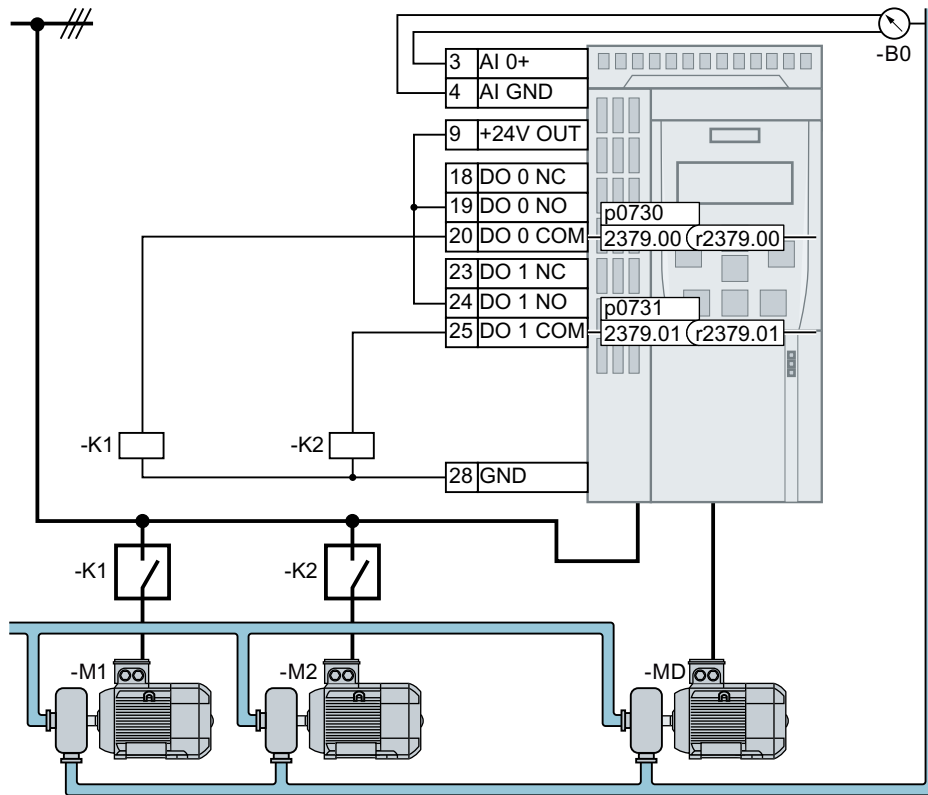 -B0
3 AI 0+
4 AI GND
9 +24V OUT
18 DO 0 NC
19 DO 0 NO
p0730
20 DO 0 COM 2379.00 r2379.00
23 DO 1 NC
24 DO 1 NO
p0731
25 DO 1 COM 2379.01 r2379.01
-K1 -K2
28 GND
-K1 -K2
-M1 -M2 -MD